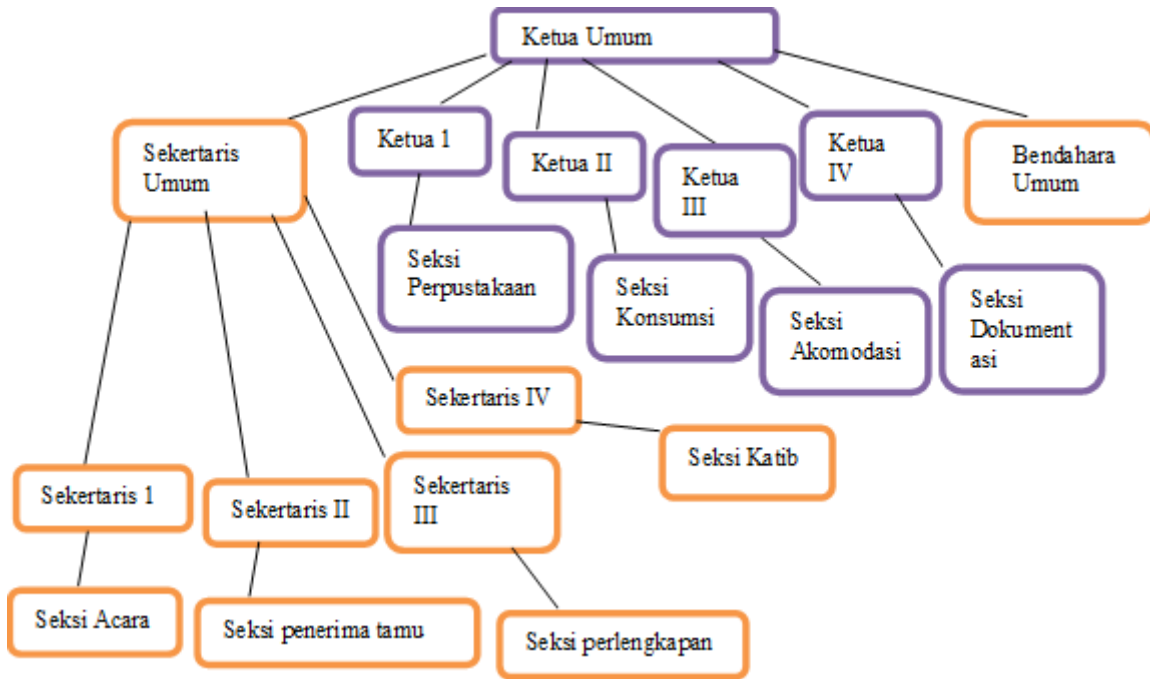 Ketua Umum
Sekertaris
Umum
Ketua 1
Ketua II
Ketua
III
Ketua
IV
Bendahara
Umum
Seksi
Perpustakaan
Seksi
Konsumsi
Seksi
Akomodasi
Seksi
Dokument
asi
Sekertaris IV
Seksi Katib
Sekertaris 1
Sekertaris II
Sekertaris
III
Seksi Acara
Seksi penerima tamu
Seksi perlengkapan